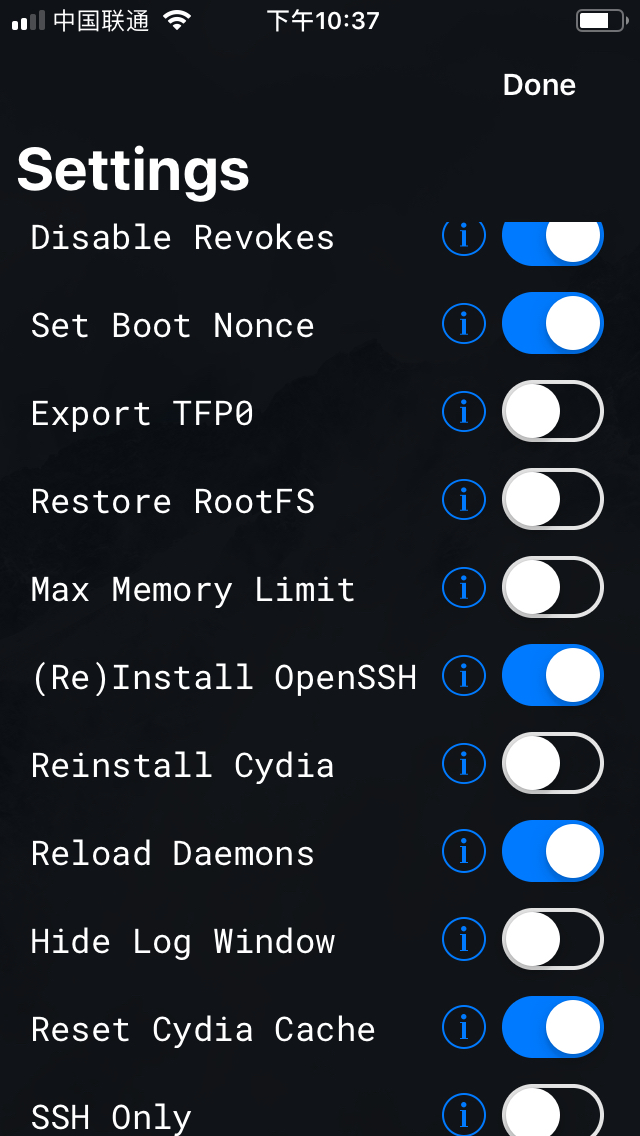 中国联通 下午10:37
Done
Settings
Disable Revokes
Set Boot Nonce
Export TFP0
Restore RootFS
Max Memory Limit
(Re)Install OpenSSH
Reinstall Cydia
Reload Daemons
Hide Log Window
Reset Cydia Cache
SSH Only